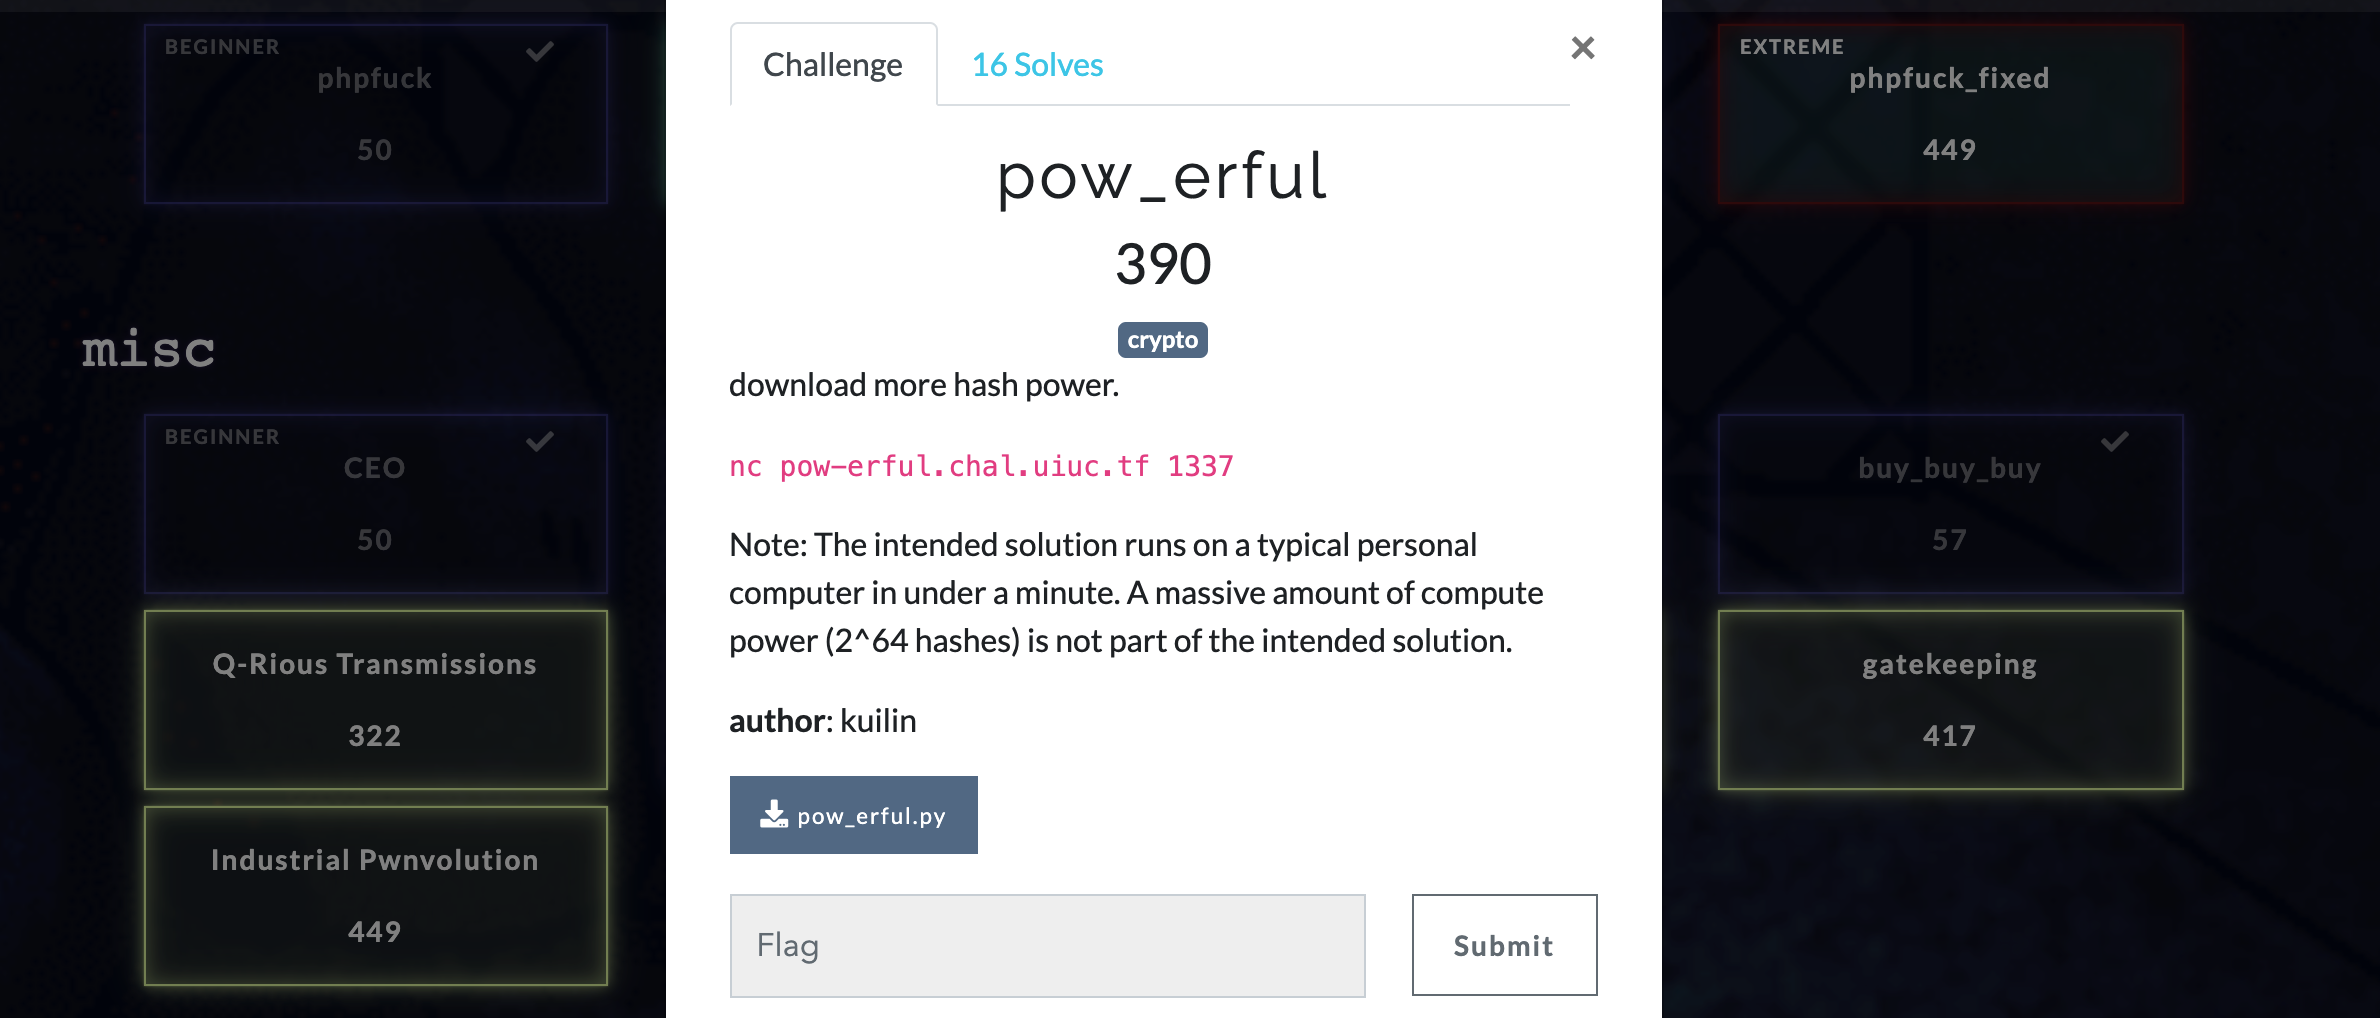 BEGINNER
phpfuck
50
misc
BEGINNER
CEO
50
Q-Rious Transmissions
322
Industrial Pwnvolution
449
Challenge
16 Solves
×
pow_erful
390
crypto
download more hash power.
nc pow-erful.chal.uiuc.tf 1337
Note: The intended solution runs on a typical personal
computer in under a minute. A massive amount of compute
power (2^64 hashes) is not part of the intended solution.
author: kuilin
pow_erful.py
Flag
Submit
EXTREME
phpfuck_fixed
449
buy_buy_buy
57
gatekeeping
417